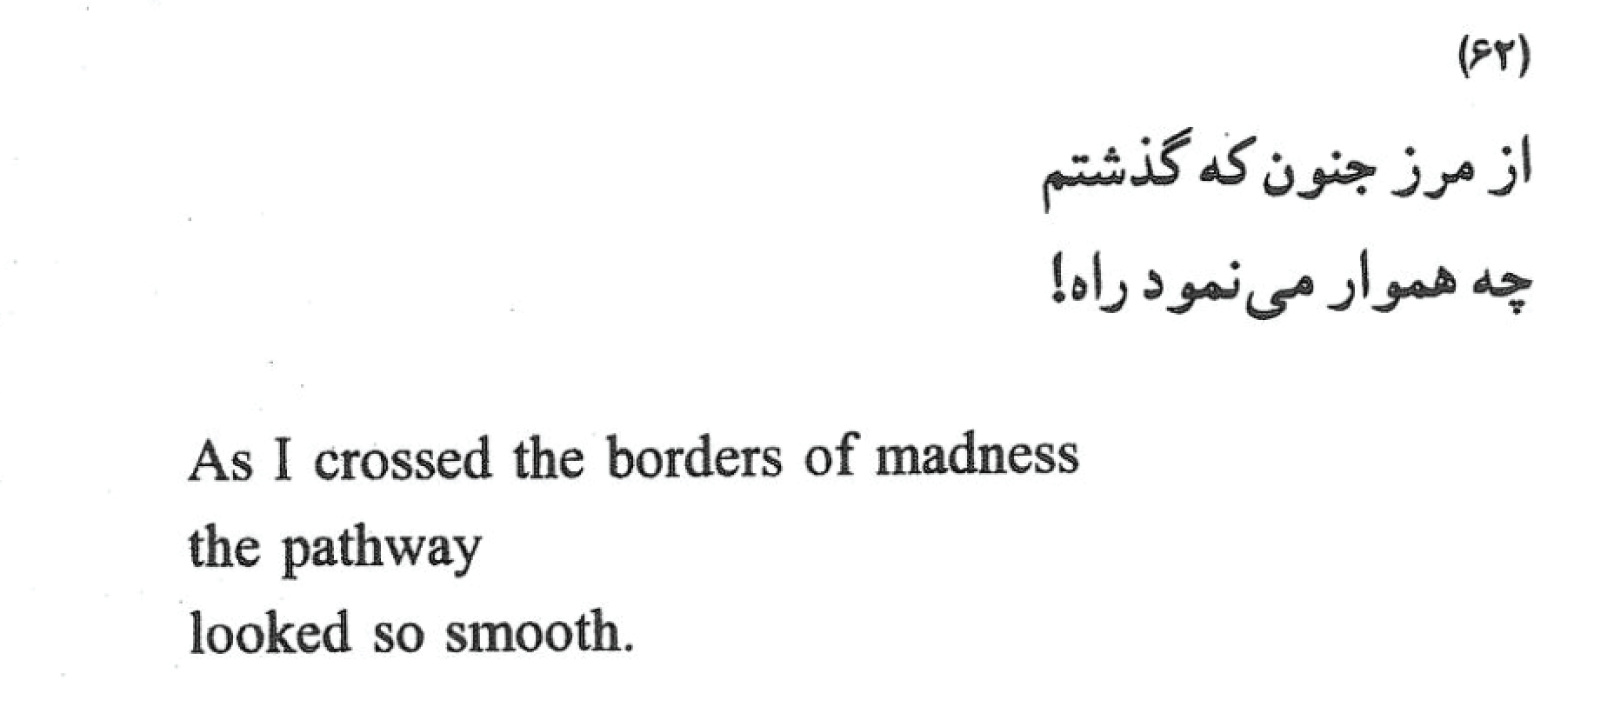 (۶۲)
از مرز جنون که گذشتم
چه هموار می‌نمود راه!
As I crossed the borders of madness
the pathway
looked so smooth.